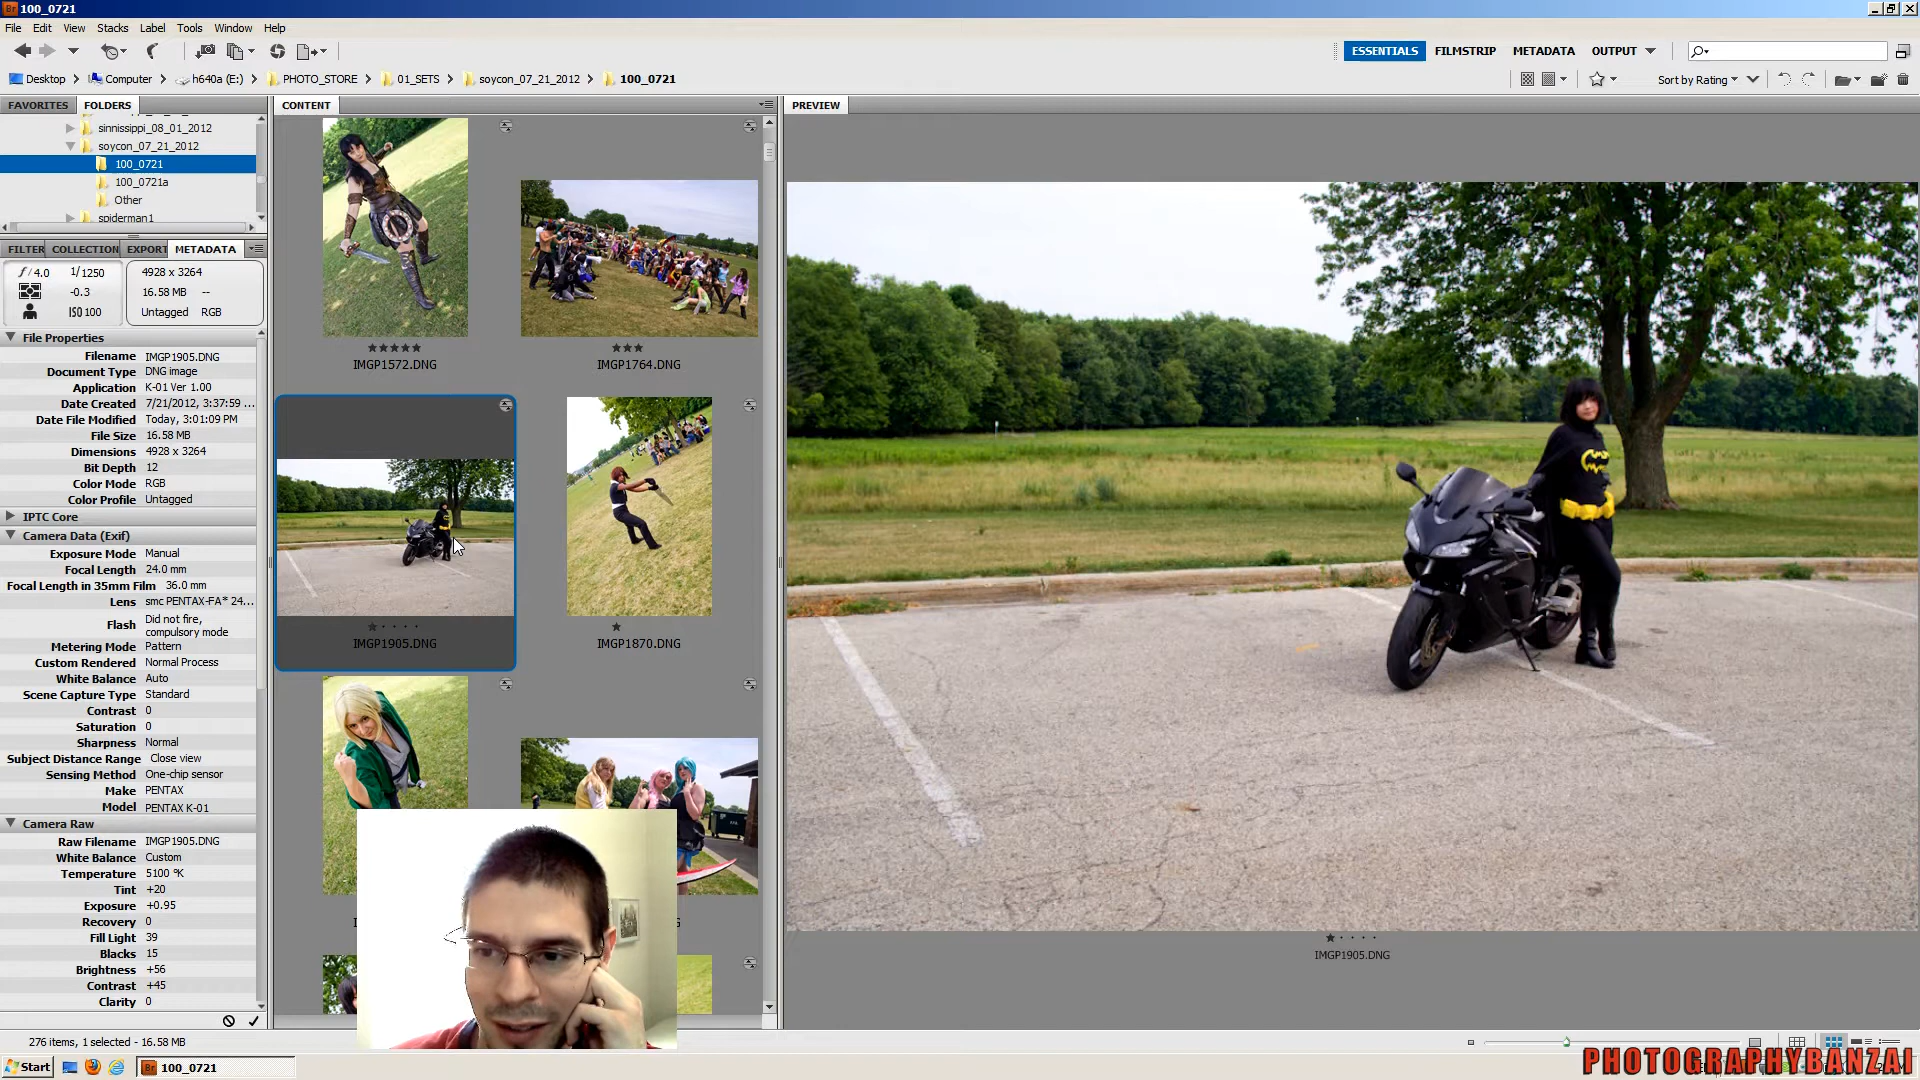 Br 100_0721
File Edit View Stacks Label Tools Window Help
ESSENTIALS FILMSTRIP METADATA OUTPUT
Desktop Computer h640a (E:) PHOTO_STORE 01_SETS soycon_07_21_2012 100_0721 Sort by Rating
FAVORITES FOLDERS CONTENT PREVIEW
sinnissippi_08_01_2012
soycon_07_21_2012
100_0721
100_0721a
Other
spiderman1
FILTER COLLECTION EXPORT METADATA
f/4.0 1/1250 4928 x 3264
-0.3 16.58 MB --
ISO 100 Untagged RGB
File Properties
Filename IMGP1905.DNG
Document Type DNG image
Application K-01 Ver 1.00
Date Created 7/21/2012, 3:37:59 ...
Date File Modified Today, 3:01:09 PM
File Size 16.58 MB
Dimensions 4928 x 3264
Bit Depth 12
Color Mode RGB
Color Profile Untagged
IPTC Core
Camera Data (Exif)
Exposure Mode Manual
Focal Length 24.0 mm
Focal Length in 35mm Film 36.0 mm
Lens smc PENTAX-FA* 24...
Flash Did not fire,
compulsory mode
Metering Mode Pattern
Custom Rendered Normal Process
White Balance Auto
Scene Capture Type Standard
Contrast 0
Saturation 0
Sharpness Normal
Subject Distance Range Close view
Sensing Method One-chip sensor
Make PENTAX
Model PENTAX K-01
Camera Raw
Raw Filename IMGP1905.DNG
White Balance Custom
Temperature 5100 °K
Tint +20
Exposure +0.95
Recovery 0
Fill Light 39
Blacks 15
Brightness +56
Contrast +45
Clarity 0
IMGP1572.DNG IMGP1764.DNG
IMGP1905.DNG IMGP1870.DNG
IMGP1905.DNG
276 items, 1 selected - 16.58 MB
Start Br 100_0721
PHOTOGRAPHYBANZAI